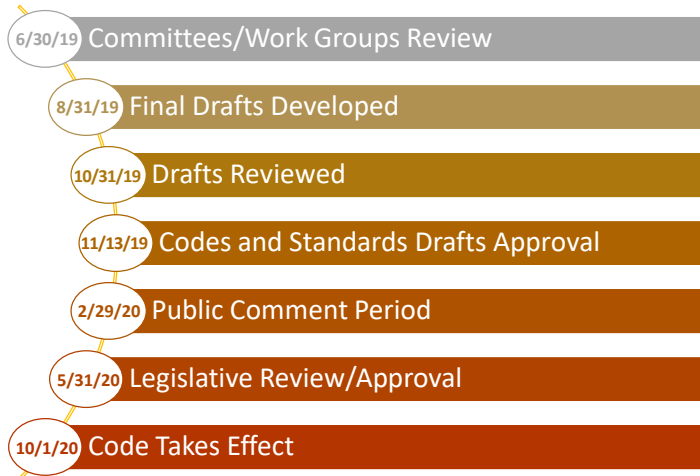 6/30/19 Committees/Work Groups Review
8/31/19 Final Drafts Developed
10/31/19 Drafts Reviewed
11/13/19 Codes and Standards Drafts Approval
2/29/20 Public Comment Period
5/31/20 Legislative Review/Approval
10/1/20 Code Takes Effect